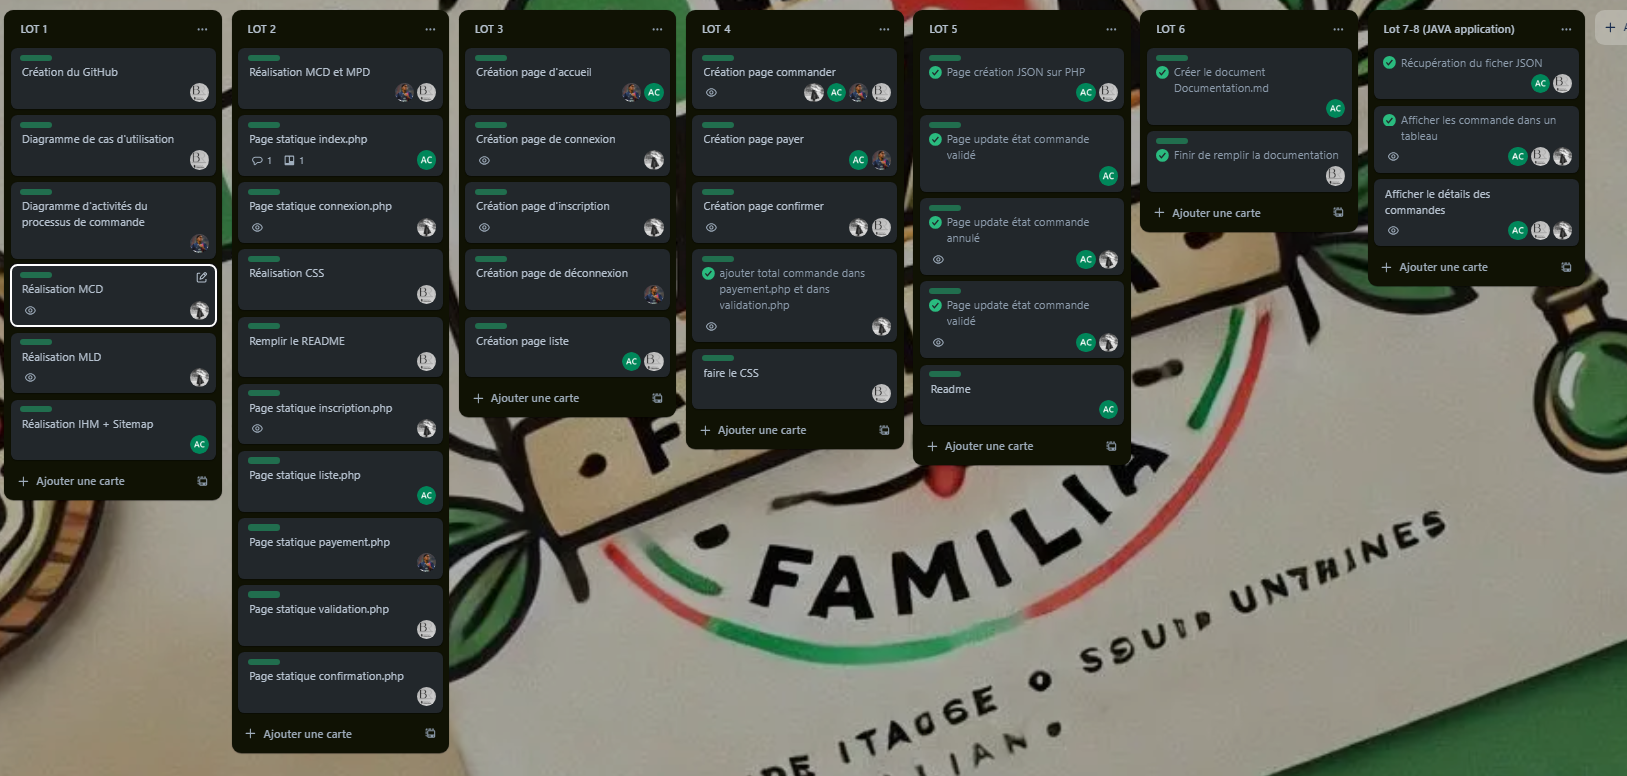 LOT 1
Création du GitHub
Diagramme de cas d'utilisation
Diagramme d'activités du
processus de commande
Réalisation MCD
Réalisation MLD
Réalisation IHM + Sitemap
AC
Ajouter une carte
LOT 2
Réalisation MCD et MPD
Page statique index.php
1 1
AC
Page statique connexion.php
Réalisation CSS
Remplir le README
Page statique inscription.php
Page statique liste.php
AC
Page statique payement.php
Page statique validation.php
Page statique confirmation.php
Ajouter une carte
LOT 3
Création page d'accueil
AC
Création page de connexion
Création page d'inscription
Création page de déconnexion
Création page liste
AC
Ajouter une carte
LOT 4
Création page commander
AC
Création page payer
AC
Création page confirmer
ajouter total commande dans
payement.php et dans
validation.php
faire le CSS
Ajouter une carte
LOT 5
Page création JSON sur PHP
AC
Page update état commande
validé
AC
Page update état commande
annulé
AC
Page update état commande
validé
AC
Readme
AC
Ajouter une carte
LOT 6
Créer le document
Documentation.md
AC
Finir de remplir la documentation
Ajouter une carte
Lot 7-8 (JAVA application)
Récupération du ficher JSON
AC
Afficher les commande dans un
tableau
AC
Afficher le détails des
commandes
AC
Ajouter une carte
FAMILIA